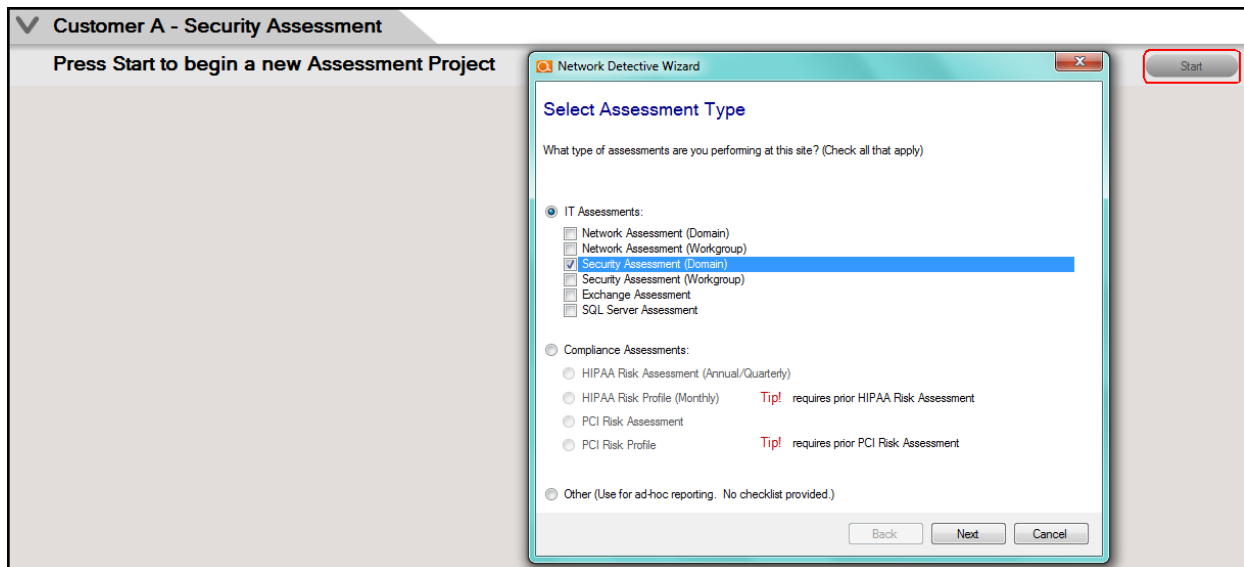 Customer A - Security Assessment
Press Start to begin a new Assessment Project
Start
Network Detective Wizard
Select Assessment Type
What type of assessments are you performing at this site? (Check all that apply)
IT Assessments:
Network Assessment (Domain)
Network Assessment (Workgroup)
Security Assessment (Domain)
Security Assessment (Workgroup)
Exchange Assessment
SQL Server Assessment
Compliance Assessments:
HIPAA Risk Assessment (Annual/Quarterly)
HIPAA Risk Profile (Monthly) Tip! requires prior HIPAA Risk Assessment
PCI Risk Assessment
PCI Risk Profile Tip! requires prior PCI Risk Assessment
Other (Use for ad-hoc reporting. No checklist provided.)
Back Next Cancel